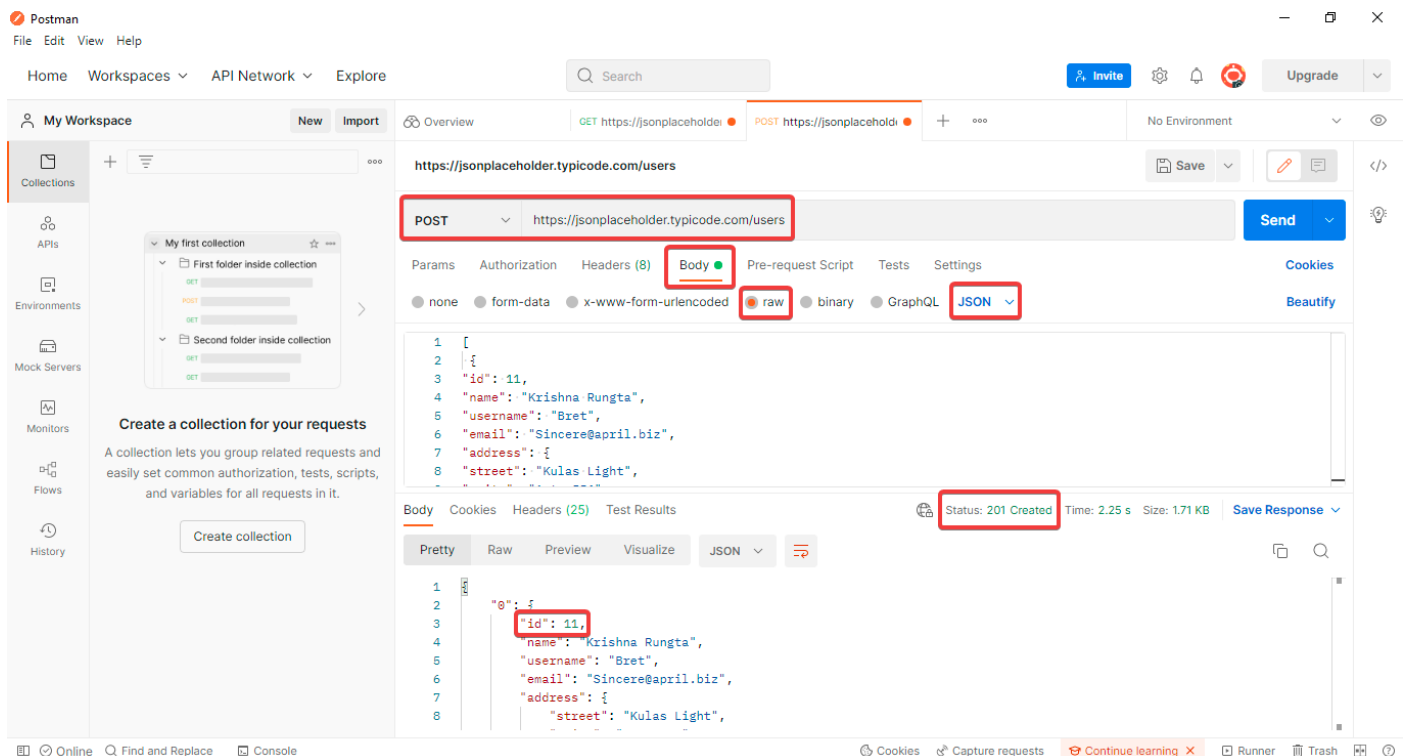 Postman
File Edit View Help
Home Workspaces API Network Explore Search Invite Upgrade
My Workspace New Import Overview GET https://jsonplaceholde POST https://jsonplacehold No Environment
Collections
APIs
Environments
Mock Servers
Monitors
Flows
History
My first collection
First folder inside collection
GET
POST
GET
Second folder inside collection
GET
GET
Create a collection for your requests
A collection lets you group related requests and
easily set common authorization, tests, scripts,
and variables for all requests in it.
Create collection
https://jsonplaceholder.typicode.com/users Save
POST https://jsonplaceholder.typicode.com/users Send
Params Authorization Headers (8) Body Pre-request Script Tests Settings Cookies
none form-data x-www-form-urlencoded raw binary GraphQL JSON Beautify
1 [
2 {
3 "id": 11,
4 "name": "Krishna Rungta",
5 "username": "Bret",
6 "email": "Sincere@april.biz",
7 "address": {
8 "street": "Kulas Light",
Body Cookies Headers (25) Test Results Status: 201 Created Time: 2.25 s Size: 1.71 KB Save Response
Pretty Raw Preview Visualize JSON
1 {
2 "0": {
3 "id": 11,
4 "name": "Krishna Rungta",
5 "username": "Bret",
6 "email": "Sincere@april.biz",
7 "address": {
8 "street": "Kulas Light",
Online Find and Replace Console Cookies Capture requests Continue learning Runner Trash